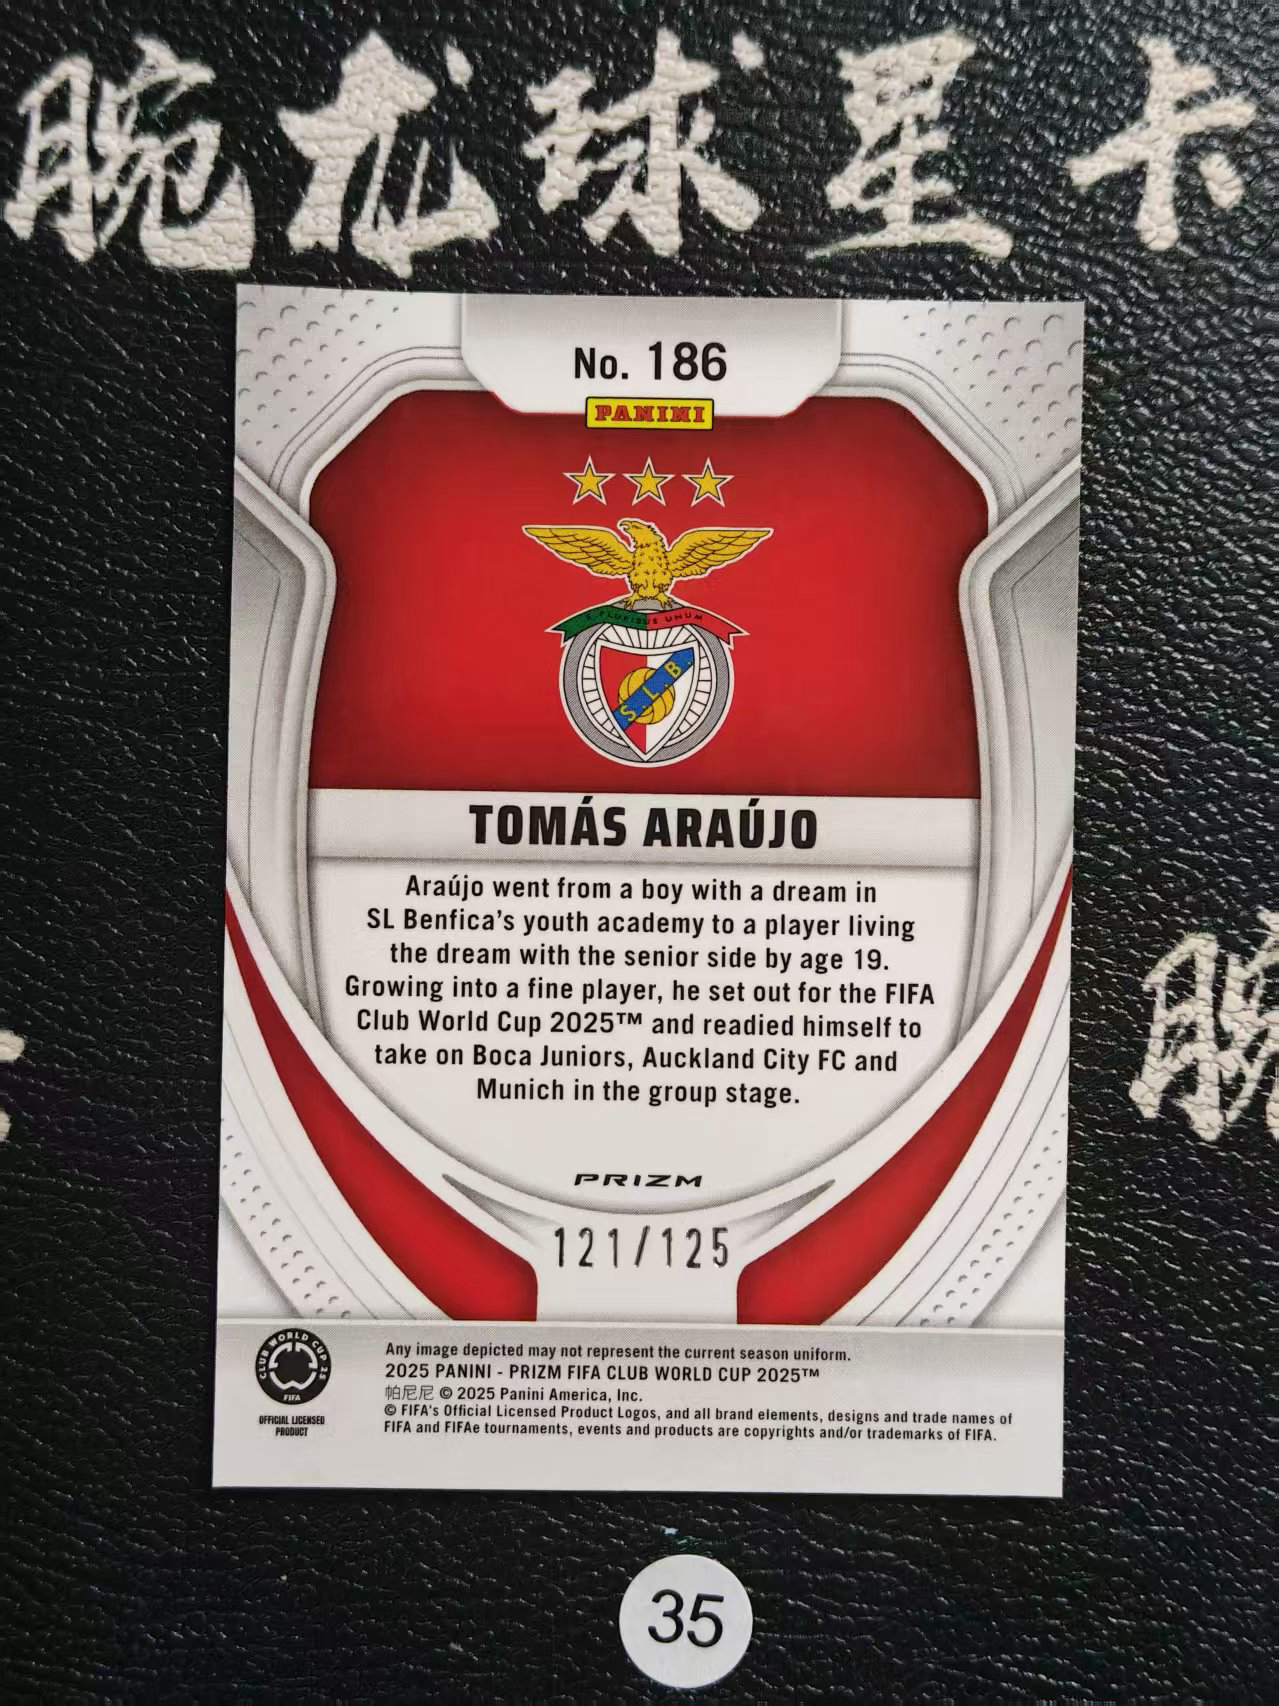 腕龙球星卡
No. 186
PANINI
E PLURIBUS UNUM
S.L.B.
TOMÁS ARAÚJO
Araújo went from a boy with a dream in
SL Benfica's youth academy to a player living
the dream with the senior side by age 19.
Growing into a fine player, he set out for the FIFA
Club World Cup 2025™ and readied himself to
take on Boca Juniors, Auckland City FC and
Munich in the group stage.
腕
PRIZM
121/125
CLUB WORLD CUP 25
FIFA
OFFICIAL LICENSED
PRODUCT
Any image depicted may not represent the current season uniform.
2025 PANINI - PRIZM FIFA CLUB WORLD CUP 2025™
帕尼尼 © 2025 Panini America, Inc.
© FIFA's Official Licensed Product Logos, and all brand elements, designs and trade names of
FIFA and FIFAe tournaments, events and products are copyrights and/or trademarks of FIFA.
35